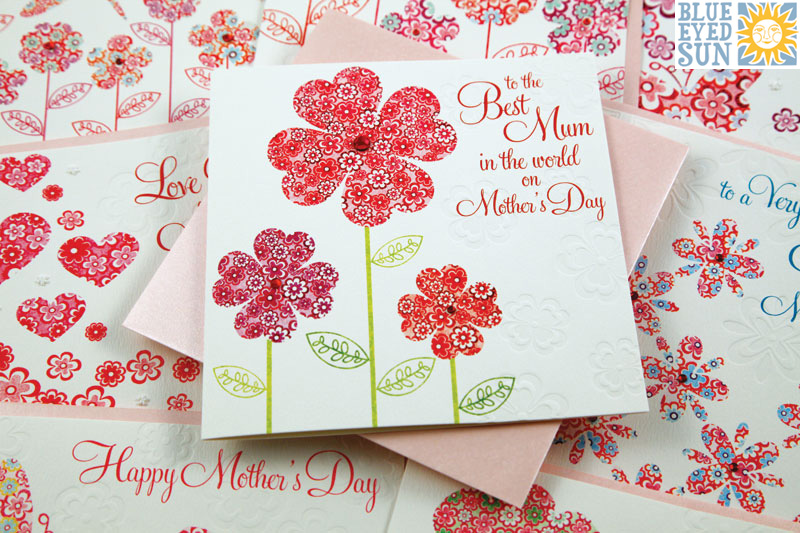 BLUE
EYED
SUN
to the
Best
Mum
in the world
on
Mother's Day
Love
to a Very
Happy Mother's Day